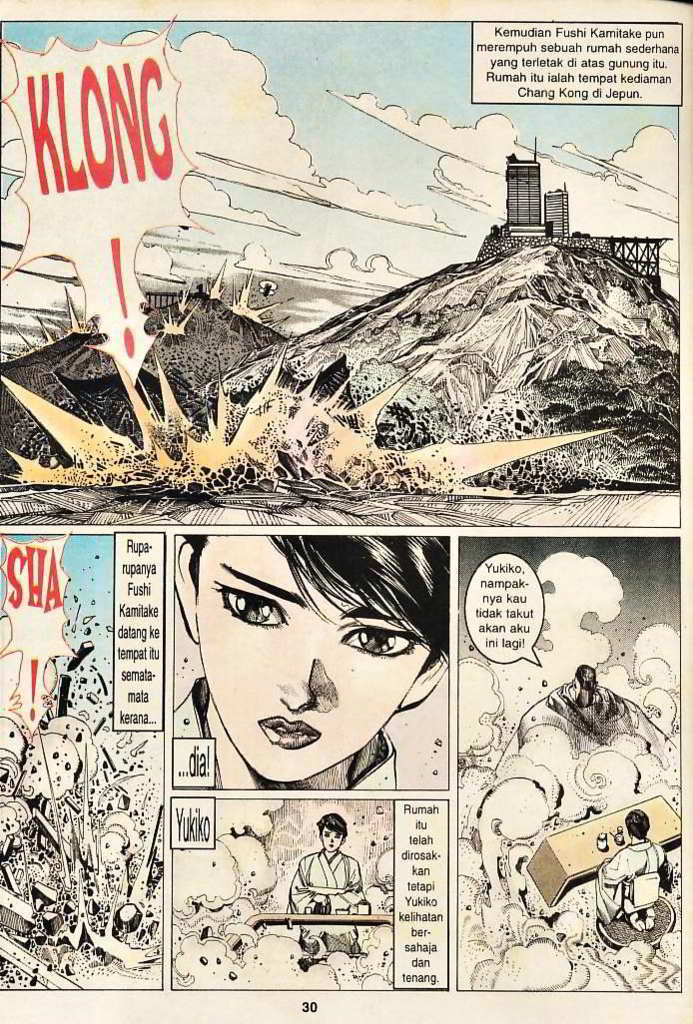 Kemudian Fushi Kamitake pun
merempuh sebuah rumah sederhana
yang terletak di atas gunung itu.
Rumah itu ialah tempat kediaman
Chang Kong di Jepun.
KLONG
!
SHA
!
Rupa-
rupanya
Fushi
Kamitake
datang ke
tempat itu
semata-
mata
kerana...
...dia!
Yukiko
Rumah
itu
telah
dirosak-
kan
tetapi
Yukiko
kelihatan
ber-
sahaja
dan
tenang.
Yukiko,
nampak-
nya kau
tidak takut
akan aku
ini lagi!
30